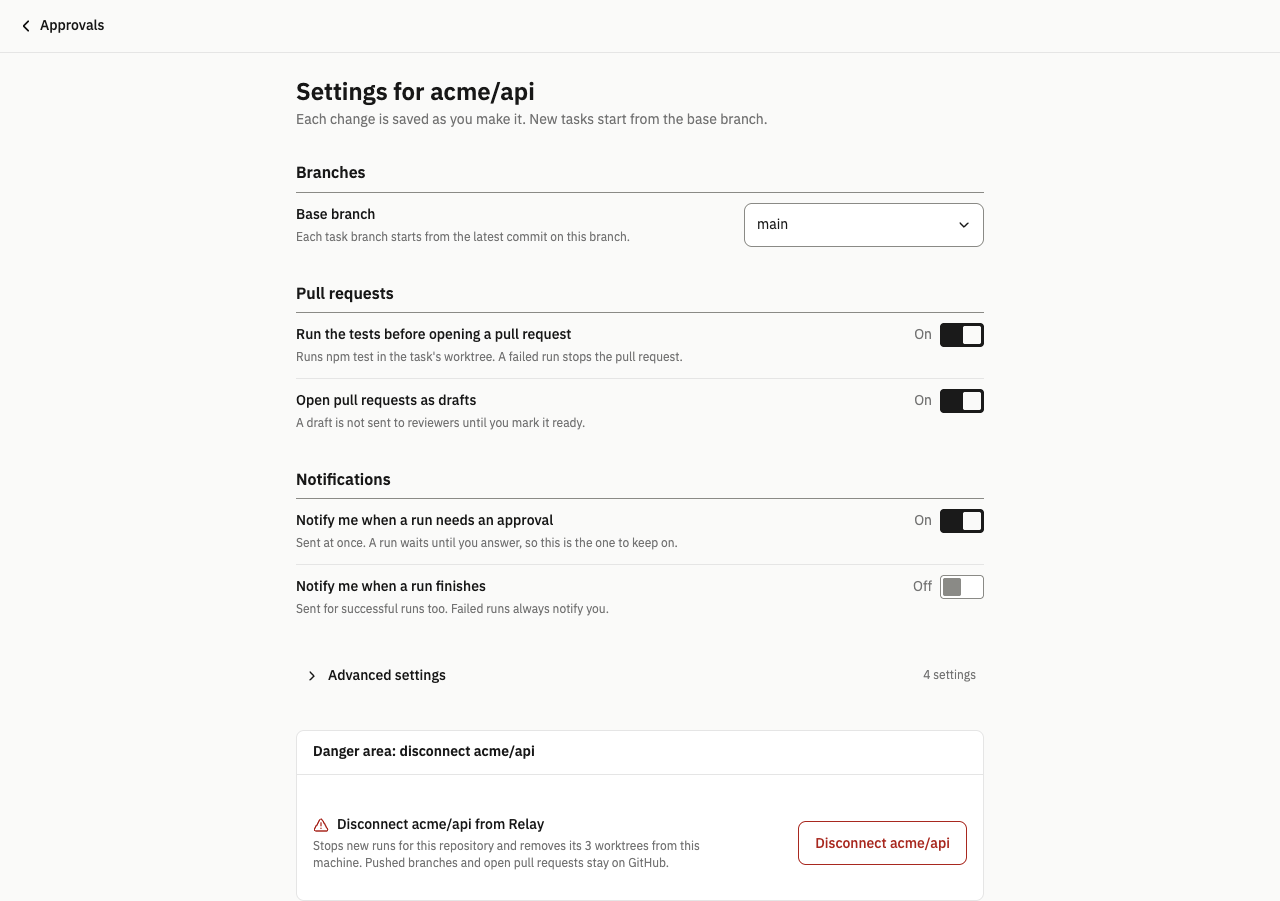 Approvals
Settings for acme/api
Each change is saved as you make it. New tasks start from the base branch.
Branches
Base branch
main
Each task branch starts from the latest commit on this branch.
Pull requests
Run the tests before opening a pull request
On
Runs npm test in the task's worktree. A failed run stops the pull request.
Open pull requests as drafts
On
A draft is not sent to reviewers until you mark it ready.
Notifications
Notify me when a run needs an approval
On
Sent at once. A run waits until you answer, so this is the one to keep on.
Notify me when a run finishes
Off
Sent for successful runs too. Failed runs always notify you.
Advanced settings
4 settings
Danger area: disconnect acme/api
Disconnect acme/api from Relay
Stops new runs for this repository and removes its 3 worktrees from this
machine. Pushed branches and open pull requests stay on GitHub.
Disconnect acme/api